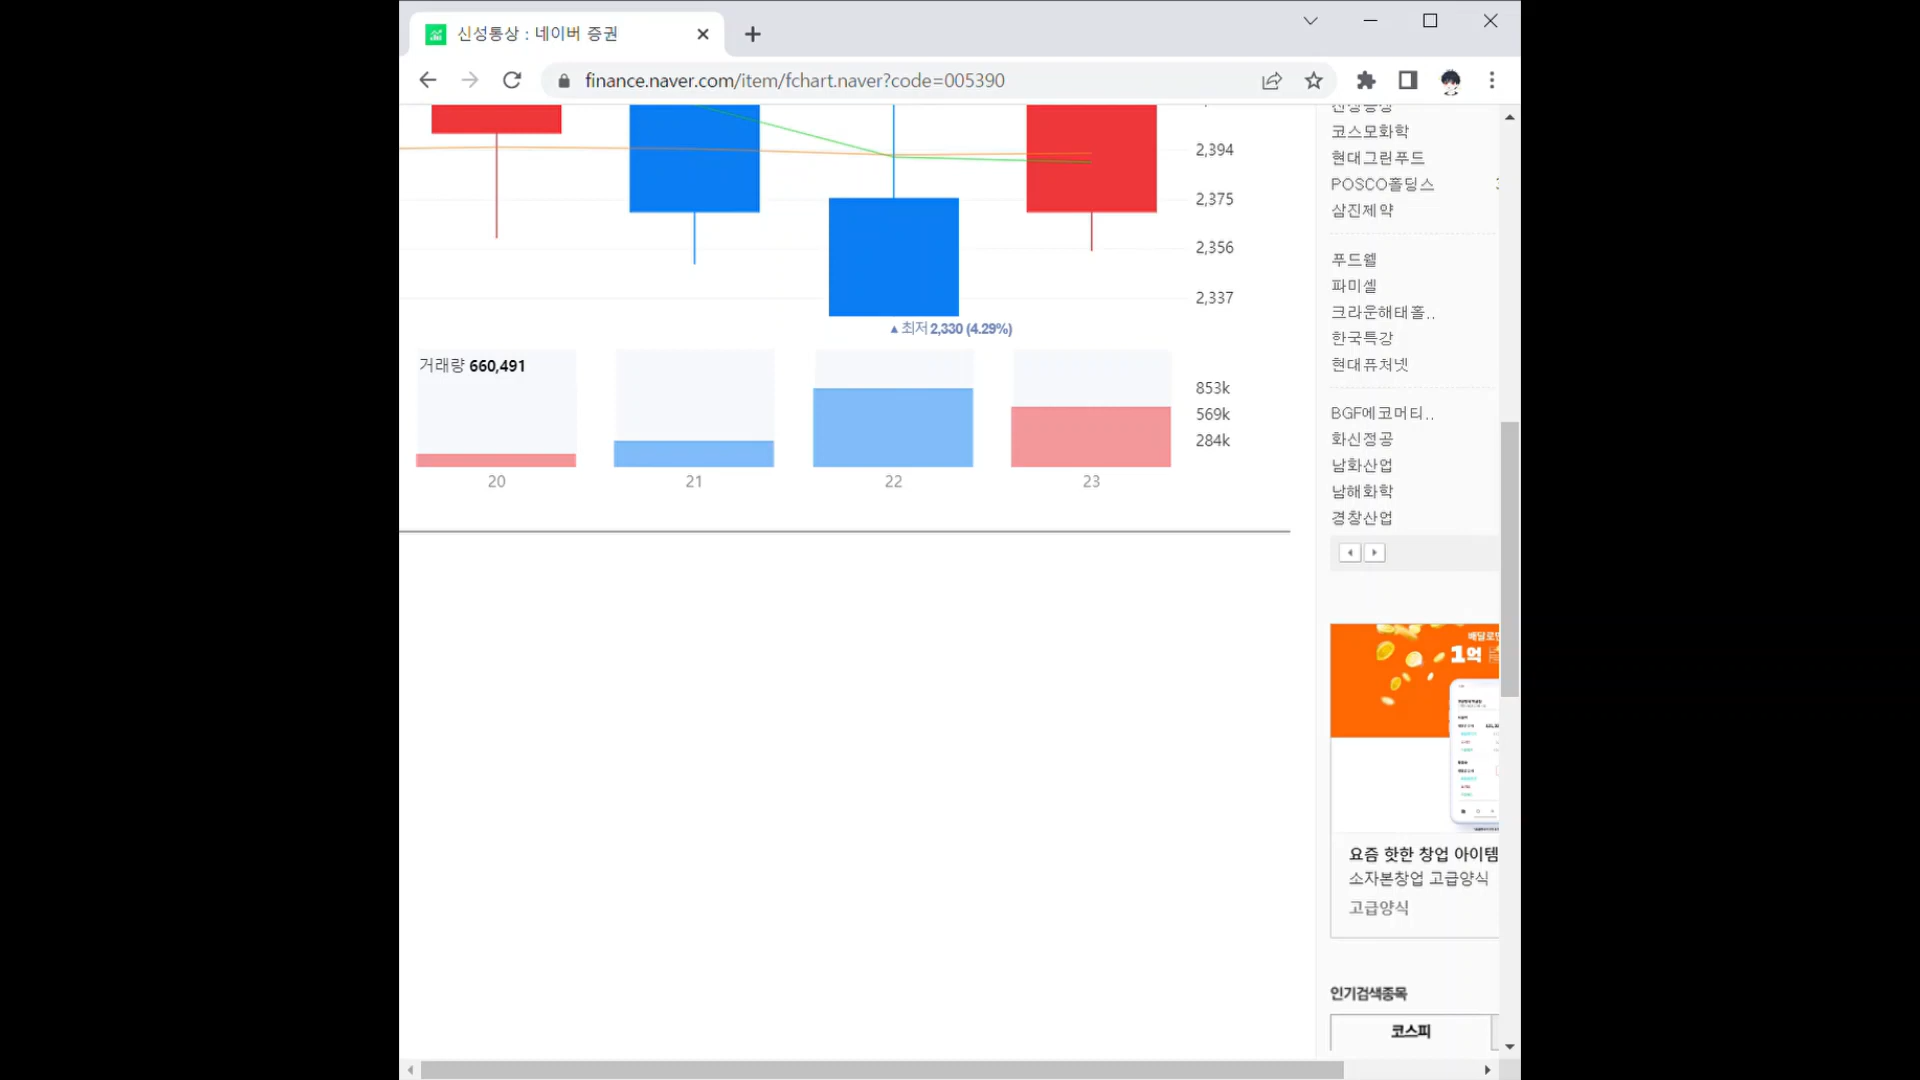 신성통상 : 네이버 증권
finance.naver.com/item/fchart.naver?code=005390
2,394
2,375
2,356
2,337
▲최저 2,330 (4.29%)
거래량 660,491
853k
569k
284k
20 21 22 23
신성통상
코스모화학
현대그린푸드
POSCO홀딩스
삼진제약
푸드웰
파미셀
크라운해태홀..
한국특강
현대퓨처넷
BGF에코머티..
화신정공
남화산업
남해화학
경창산업
1억
요즘 핫한 창업 아이템
소자본창업 고급양식
고급양식
인기검색종목
코스피